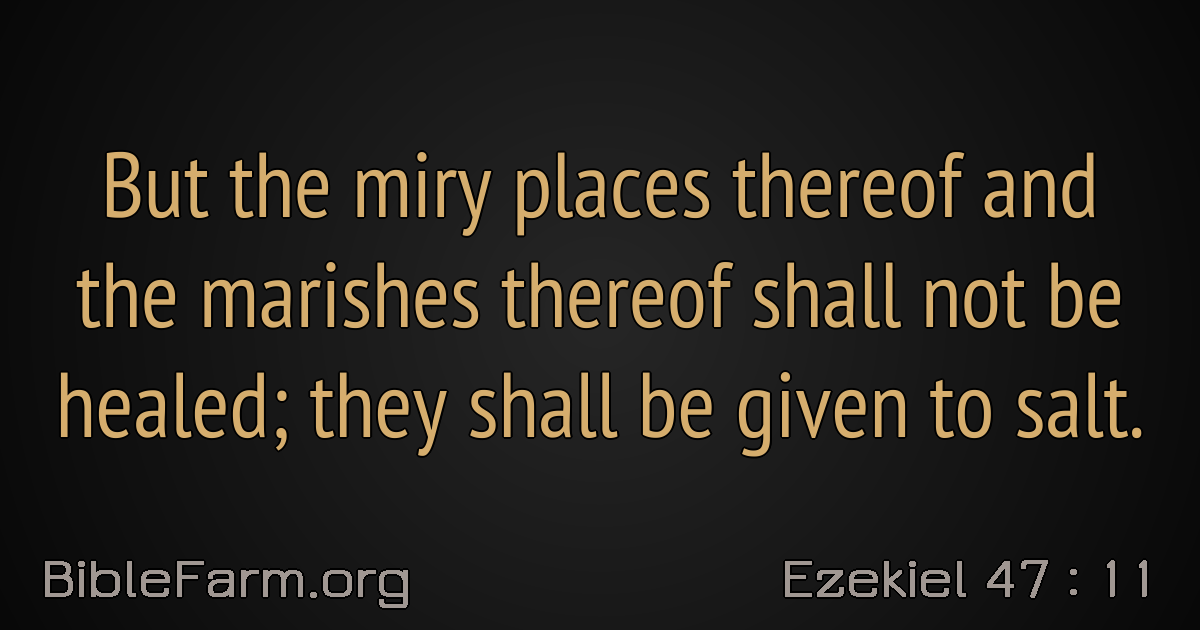 But the miry places thereof and
the marishes thereof shall not be
healed; they shall be given to salt.
BibleFarm.org
Ezekiel 47 : 11